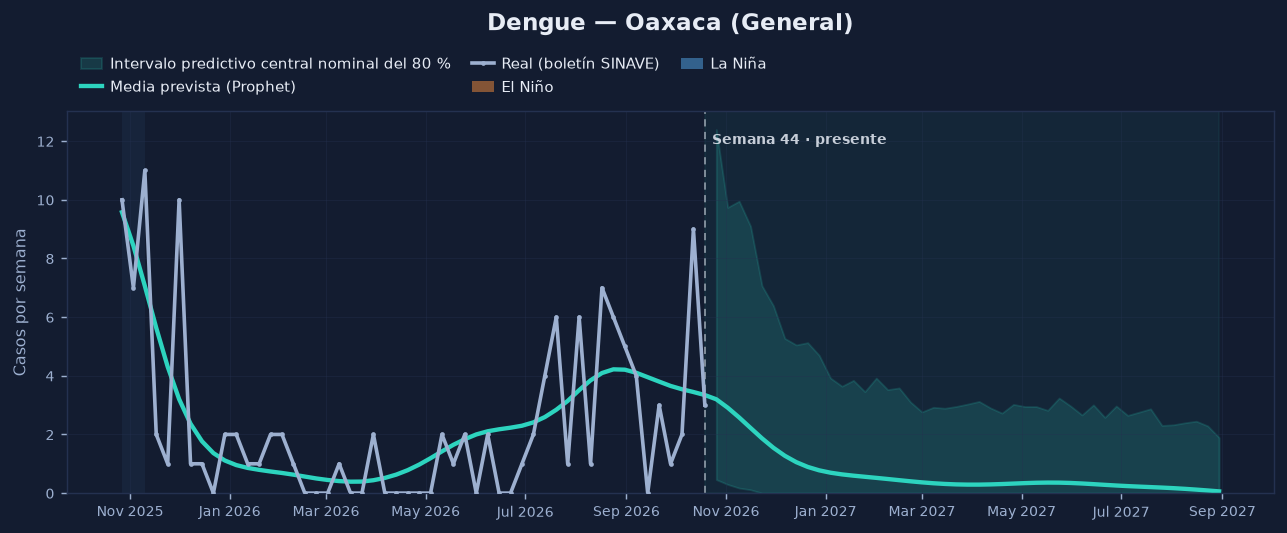 Dengue — Oaxaca (General)
Intervalo predictivo central nominal del 80 %
Real (boletín SINAVE)
La Niña
Media prevista (Prophet)
El Niño
Semana 44 · presente
Casos por semana
12
10
8
6
4
2
0
Nov 2025
Jan 2026
Mar 2026
May 2026
Jul 2026
Sep 2026
Nov 2026
Jan 2027
Mar 2027
May 2027
Jul 2027
Sep 2027